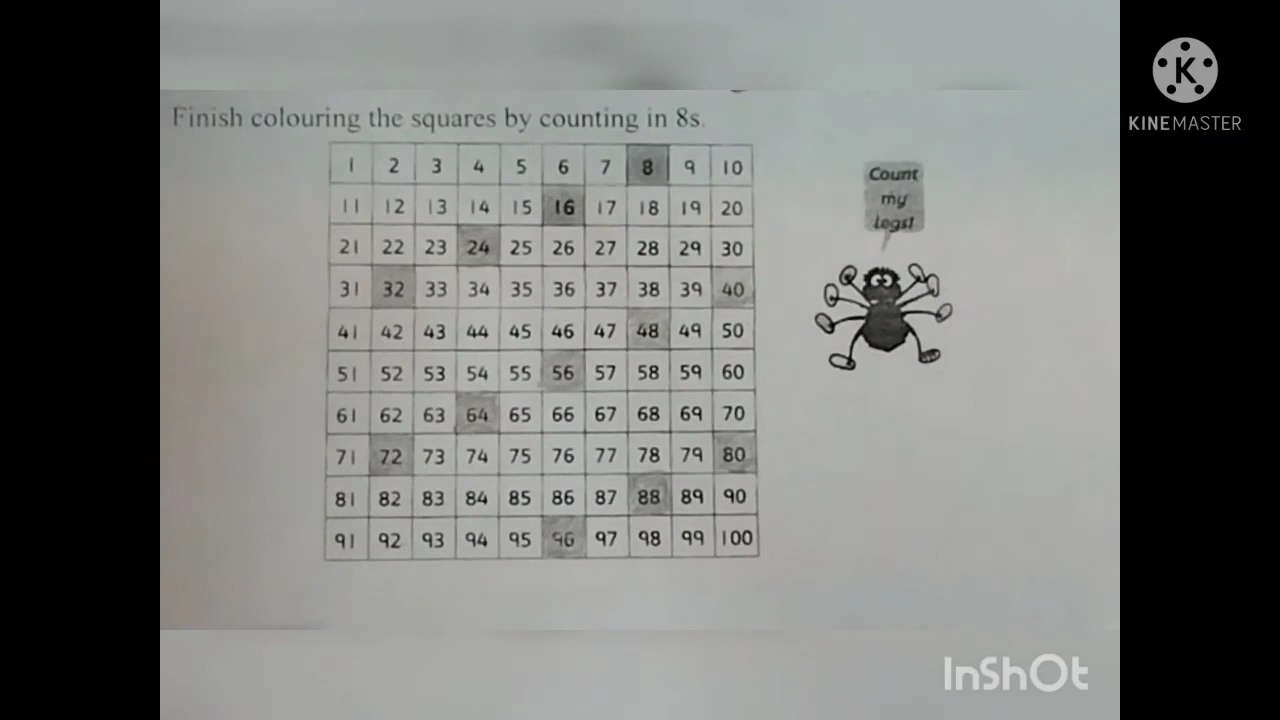 K
KINEMASTER
Finish colouring the squares by counting in 8s.
1 2 3 4 5 6 7 8 9 10
11 12 13 14 15 16 17 18 19 20
21 22 23 24 25 26 27 28 29 30
31 32 33 34 35 36 37 38 39 40
41 42 43 44 45 46 47 48 49 50
51 52 53 54 55 56 57 58 59 60
61 62 63 64 65 66 67 68 69 70
71 72 73 74 75 76 77 78 79 80
81 82 83 84 85 86 87 88 89 90
91 92 93 94 95 96 97 98 99 100
Count
my
legs!
InShOt